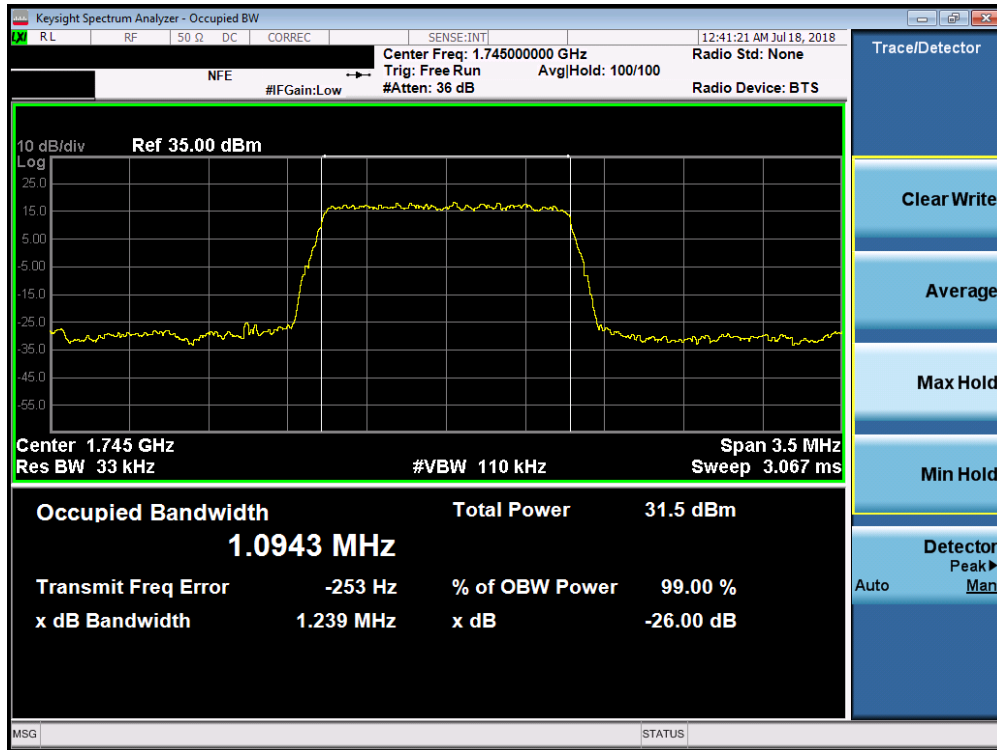 Keysight Spectrum Analyzer - Occupied BW
LXI RL RF 50 Ω DC CORREC SENSE:INT 12:41:21 AM Jul 18, 2018
Center Freq: 1.745000000 GHz Radio Std: None
NFE Trig: Free Run Avg|Hold: 100/100
#IFGain:Low #Atten: 36 dB Radio Device: BTS
10 dB/div Ref 35.00 dBm
Log
25.0
15.0
5.00
-5.00
-15.0
-25.0
-35.0
-45.0
-55.0
Center 1.745 GHz Span 3.5 MHz
Res BW 33 kHz #VBW 110 kHz Sweep 3.067 ms
Occupied Bandwidth Total Power 31.5 dBm
1.0943 MHz
Transmit Freq Error -253 Hz % of OBW Power 99.00 %
x dB Bandwidth 1.239 MHz x dB -26.00 dB
MSG STATUS
Trace/Detector
Clear Write
Average
Max Hold
Min Hold
Detector
Peak▶
Auto Man